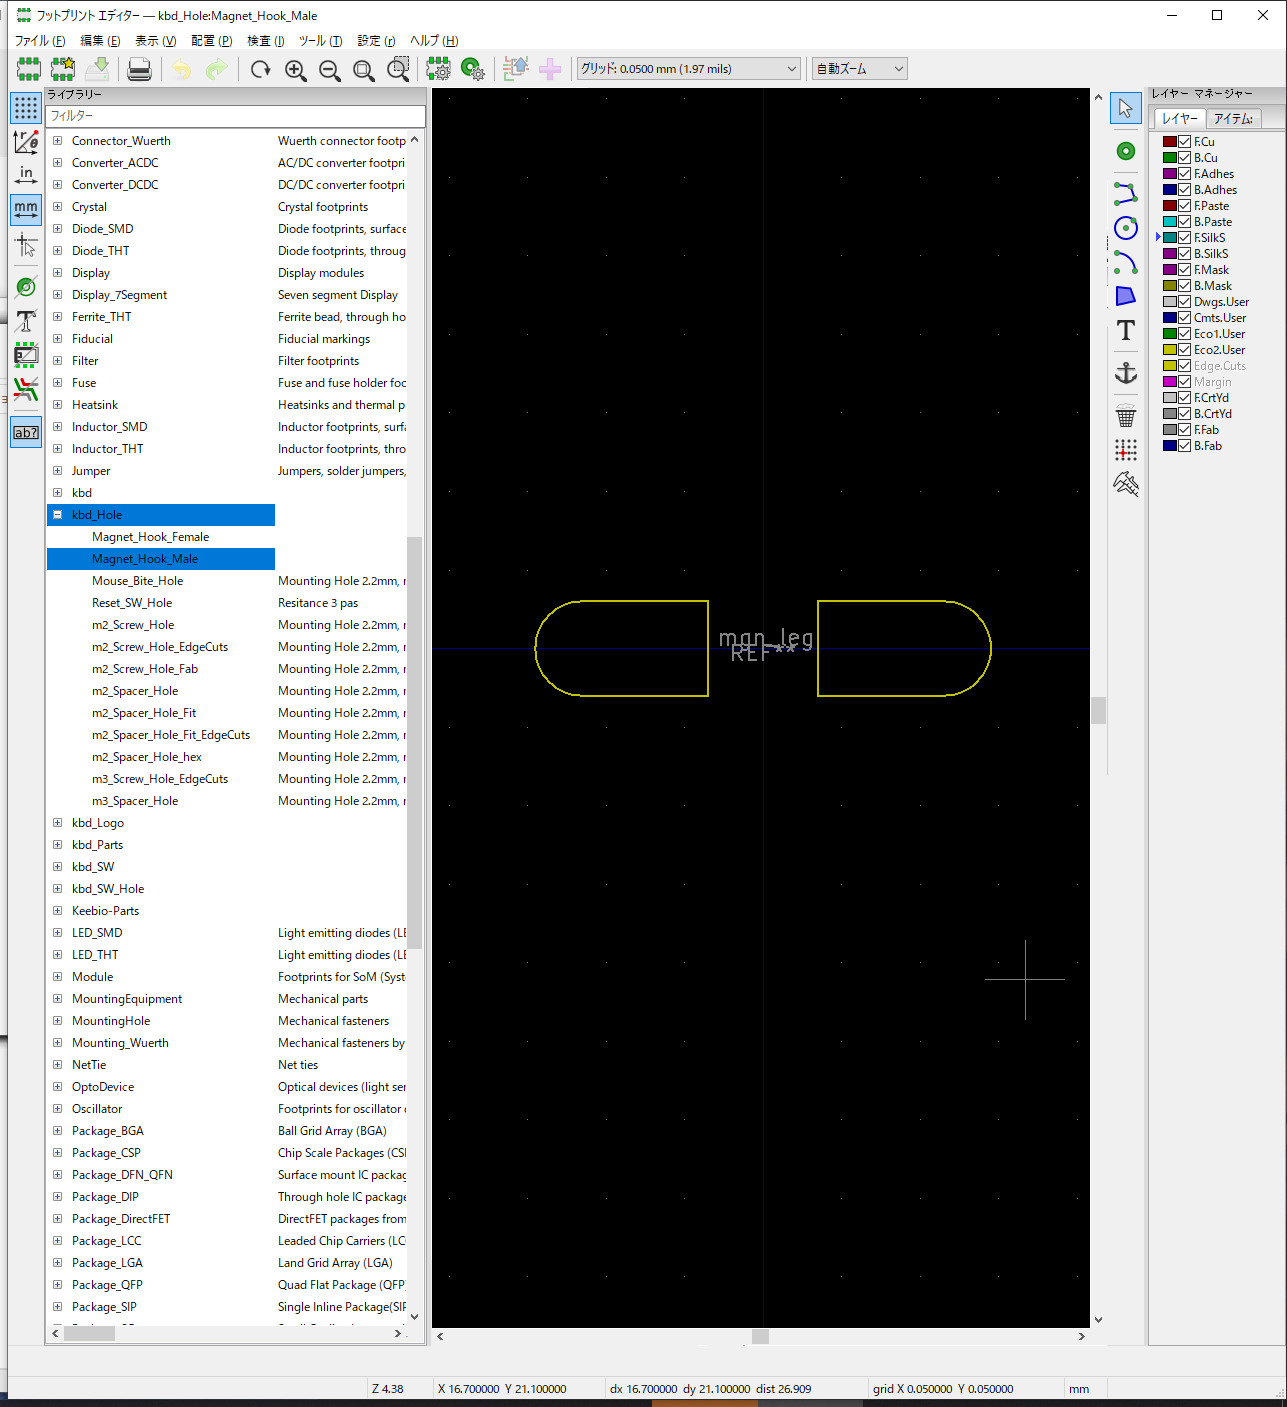 フットプリント エディター — kbd_Hole:Magnet_Hook_Male
ファイル (F) 編集 (E) 表示 (V) 配置 (P) 検査 (I) ツール (T) 設定 (r) ヘルプ (H)
グリッド: 0.0500 mm (1.97 mils) 自動ズーム
ライブラリー
フィルター
Connector_Wuerth Wuerth connector footp
Converter_ACDC AC/DC converter footpri
Converter_DCDC DC/DC converter footpri
Crystal Crystal footprints
Diode_SMD Diode footprints, surface
Diode_THT Diode footprints, throug
Display Display modules
Display_7Segment Seven segment Display
Ferrite_THT Ferrite bead, through ho
Fiducial Fiducial markings
Filter Filter footprints
Fuse Fuse and fuse holder foo
Heatsink Heatsinks and thermal p
Inductor_SMD Inductor footprints, surfa
Inductor_THT Inductor footprints, thro
Jumper Jumpers, solder jumpers,
kbd
kbd_Hole
Magnet_Hook_Female
Magnet_Hook_Male
Mouse_Bite_Hole Mounting Hole 2.2mm, r
Reset_SW_Hole Resitance 3 pas
m2_Screw_Hole Mounting Hole 2.2mm, r
m2_Screw_Hole_EdgeCuts Mounting Hole 2.2mm, r
m2_Screw_Hole_Fab Mounting Hole 2.2mm, r
m2_Spacer_Hole Mounting Hole 2.2mm, r
m2_Spacer_Hole_Fit Mounting Hole 2.2mm, r
m2_Spacer_Hole_Fit_EdgeCuts Mounting Hole 2.2mm, r
m2_Spacer_Hole_hex Mounting Hole 2.2mm, r
m3_Screw_Hole_EdgeCuts Mounting Hole 2.2mm, r
m3_Spacer_Hole Mounting Hole 2.2mm, r
kbd_Logo
kbd_Parts
kbd_SW
kbd_SW_Hole
Keebio-Parts
LED_SMD Light emitting diodes (LE
LED_THT Light emitting diodes (LE
Module Footprints for SoM (Syst
MountingEquipment Mechanical parts
MountingHole Mechanical fasteners
Mounting_Wuerth Mechanical fasteners by
NetTie Net ties
OptoDevice Optical devices (light ser
Oscillator Footprints for oscillator
Package_BGA Ball Grid Array (BGA)
Package_CSP Chip Scale Packages (CSI
Package_DFN_QFN Surface mount IC packag
Package_DIP Through hole IC package
Package_DirectFET DirectFET packages from
Package_LCC Leaded Chip Carriers (LC
Package_LGA Land Grid Array (LGA)
Package_QFP Quad Flat Package (QFP
Package_SIP Single Inline Package(SIP
in
mm
T
ab?
man_leg
REF**
T
レイヤー マネージャー
レイヤー アイテム:
F.Cu
B.Cu
F.Adhes
B.Adhes
F.Paste
B.Paste
F.SilkS
B.SilkS
F.Mask
B.Mask
Dwgs.User
Cmts.User
Eco1.User
Eco2.User
Edge.Cuts
Margin
F.CrtYd
B.CrtYd
F.Fab
B.Fab
Z 4.38 X 16.700000 Y 21.100000 dx 16.700000 dy 21.100000 dist 26.909 grid X 0.050000 Y 0.050000 mm